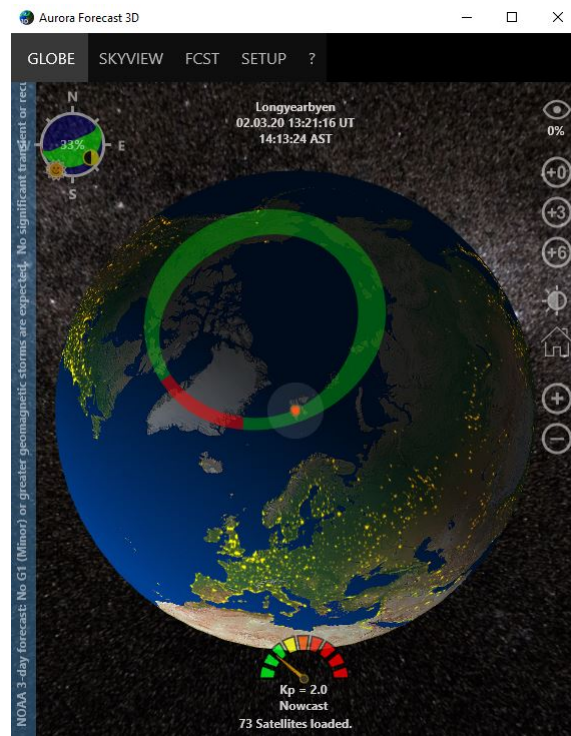 Aurora Forecast 3D
GLOBE SKYVIEW FCST SETUP ?
Longyearbyen
02.03.20 13:21:16 UT
14:13:24 AST
N
W 33% E
S
0%
+0
+3
+6
NOAA 3-day forecast: No G1 (Minor) or greater geomagnetic storms are expected. No significant transient or recu
Kp = 2.0
Nowcast
73 Satellites loaded.